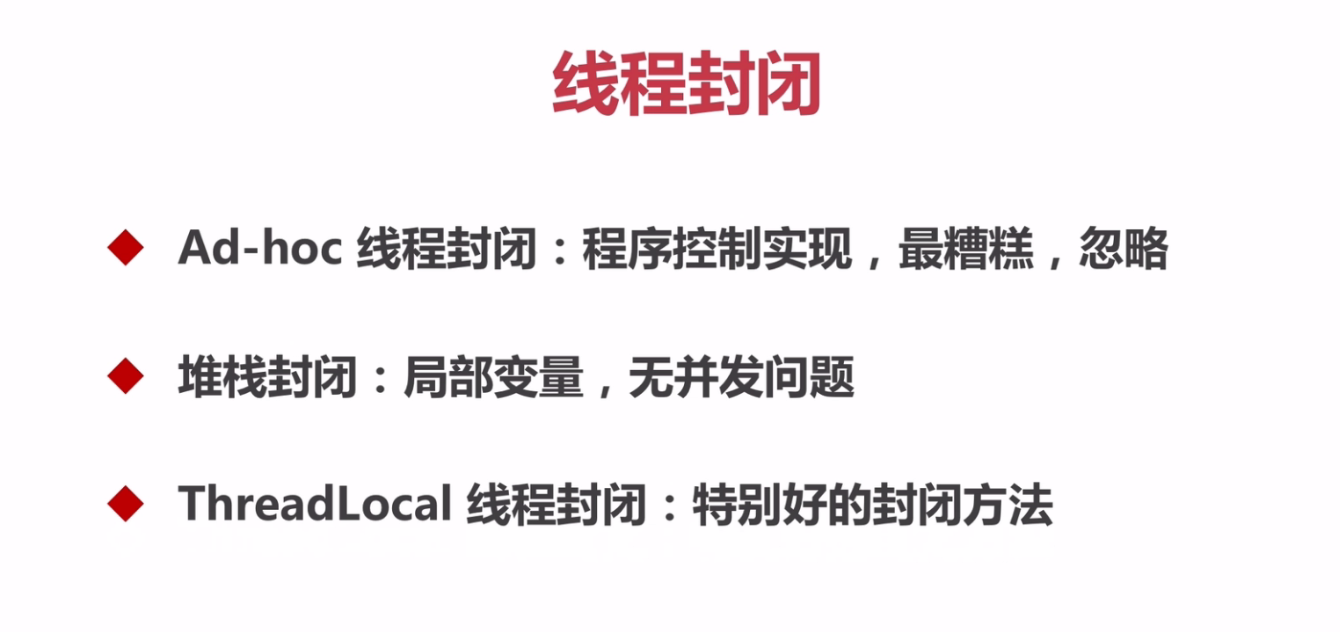 线程封闭
Ad-hoc 线程封闭：程序控制实现，最糟糕，忽略
堆栈封闭：局部变量，无并发问题
ThreadLocal 线程封闭：特别好的封闭方法